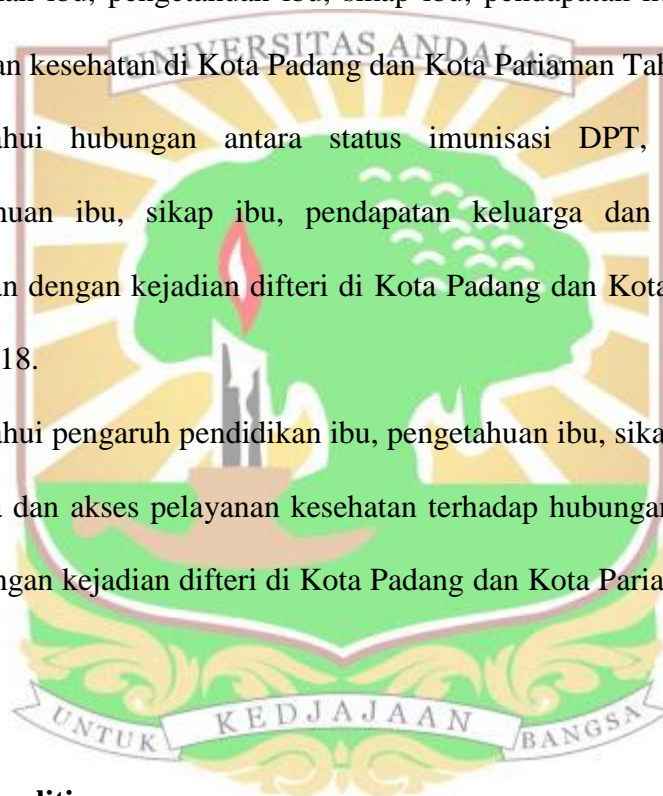 ibu, pengetahuan ibu, sikap ibu, pendapatan
UNIVERSITAS ANDALAS
an kesehatan di Kota Padang dan Kota Pariaman Tah
ahui hubungan antara status imunisasi DPT,
huan ibu, sikap ibu, pendapatan keluarga dan
an dengan kejadian difteri di Kota Padang dan Kota
18.
ahui pengaruh pendidikan ibu, pengetahuan ibu, sika
a dan akses pelayanan kesehatan terhadap hubungan
ngan kejadian difteri di Kota Padang dan Kota Paria
UNTUK KEDJAJAAN BANGSA